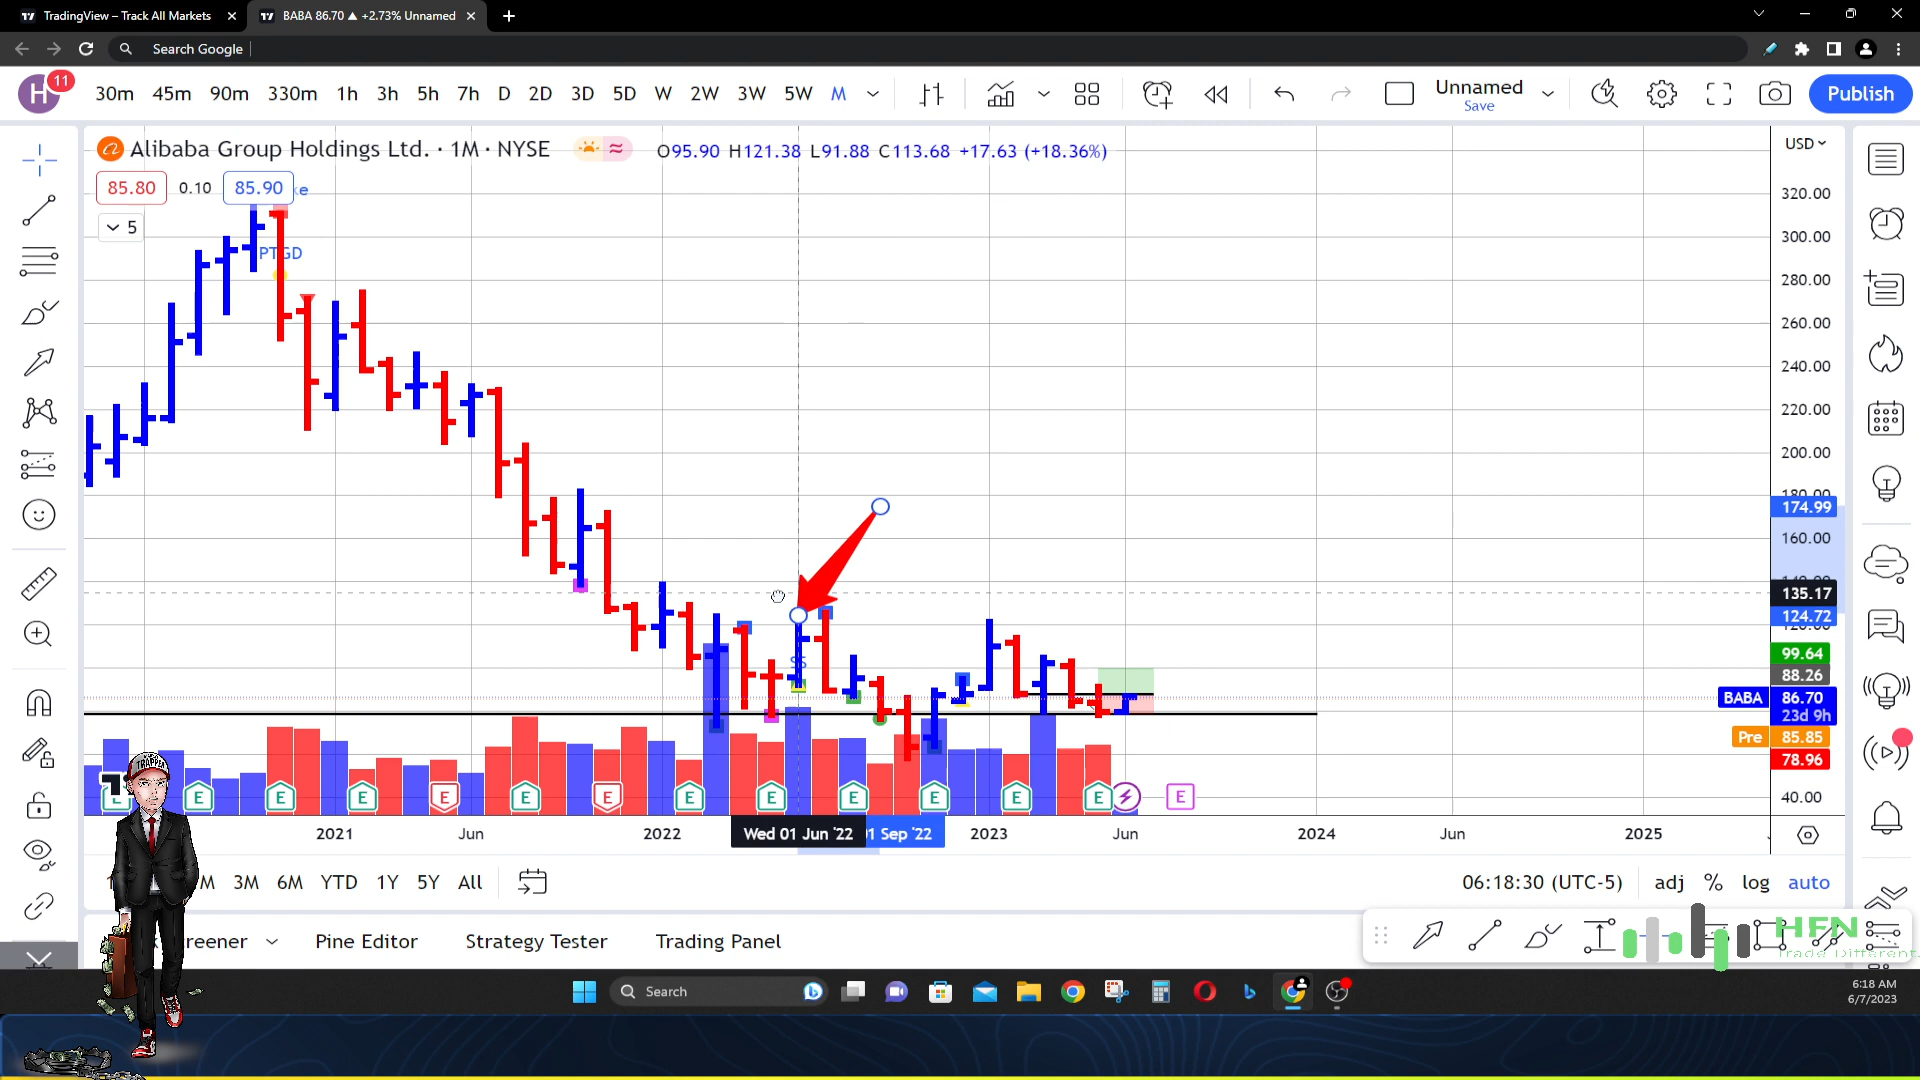 TradingView – Track All Markets
BABA 86.70 ▲ +2.73% Unnamed
Search Google
H 11
30m 45m 90m 330m 1h 3h 5h 7h D 2D 3D 5D W 2W 3W 5W M
Unnamed
Save
Publish
Alibaba Group Holdings Ltd. · 1M · NYSE
O95.90 H121.38 L91.88 C113.68 +17.63 (+18.36%)
USD
85.80 0.10 85.90
5
PTGD
320.00
300.00
280.00
260.00
240.00
220.00
200.00
174.99
160.00
135.17
124.72
99.64
88.26
BABA 86.70
23d 9h
Pre 85.85
78.96
40.00
E E E E E E E E E E E E E E
2021 Jun 2022 Wed 01 Jun '22 01 Sep '22 2023 Jun 2024 Jun 2025
3M 6M YTD 1Y 5Y All
06:18:30 (UTC-5) adj % log auto
Pine Editor Strategy Tester Trading Panel
HFN
Trade Different.
TRAPPER
Search
6:18 AM
6/7/2023